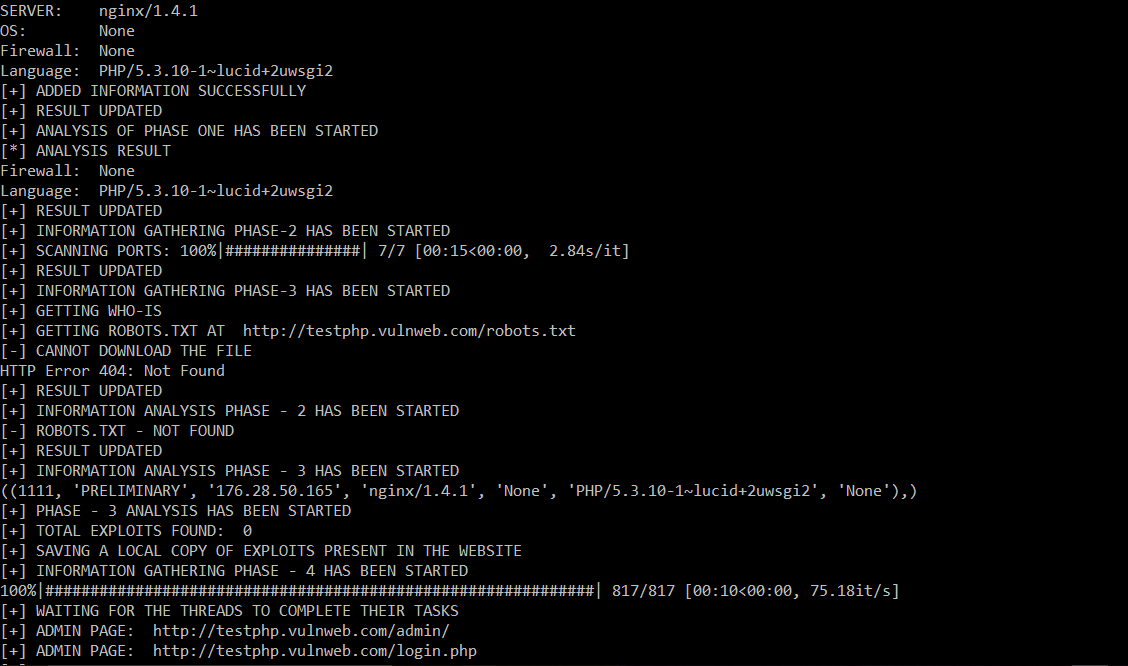 SERVER:    nginx/1.4.1
OS:        None
Firewall:  None
Language:  PHP/5.3.10-1~lucid+2uwsgi2
[+] ADDED INFORMATION SUCCESSFULLY
[+] RESULT UPDATED
[+] ANALYSIS OF PHASE ONE HAS BEEN STARTED
[*] ANALYSIS RESULT
Firewall:  None
Language:  PHP/5.3.10-1~lucid+2uwsgi2
[+] RESULT UPDATED
[+] INFORMATION GATHERING PHASE-2 HAS BEEN STARTED
[+] SCANNING PORTS: 100%|###############| 7/7 [00:15<00:00,  2.84s/it]
[+] RESULT UPDATED
[+] INFORMATION GATHERING PHASE-3 HAS BEEN STARTED
[+] GETTING WHO-IS
[+] GETTING ROBOTS.TXT AT  http://testphp.vulnweb.com/robots.txt
[-] CANNOT DOWNLOAD THE FILE
HTTP Error 404: Not Found
[+] RESULT UPDATED
[+] INFORMATION ANALYSIS PHASE - 2 HAS BEEN STARTED
[-] ROBOTS.TXT - NOT FOUND
[+] RESULT UPDATED
[+] INFORMATION ANALYSIS PHASE - 3 HAS BEEN STARTED
((1111, 'PRELIMINARY', '176.28.50.165', 'nginx/1.4.1', 'None', 'PHP/5.3.10-1~lucid+2uwsgi2', 'None'),)
[+] PHASE - 3 ANALYSIS HAS BEEN STARTED
[+] TOTAL EXPLOITS FOUND:  0
[+] SAVING A LOCAL COPY OF EXPLOITS PRESENT IN THE WEBSITE
[+] INFORMATION GATHERING PHASE - 4 HAS BEEN STARTED
100%|#############################################################| 817/817 [00:10<00:00, 75.18it/s]
[+] WAITING FOR THE THREADS TO COMPLETE THEIR TASKS
[+] ADMIN PAGE:  http://testphp.vulnweb.com/admin/
[+] ADMIN PAGE:  http://testphp.vulnweb.com/login.php